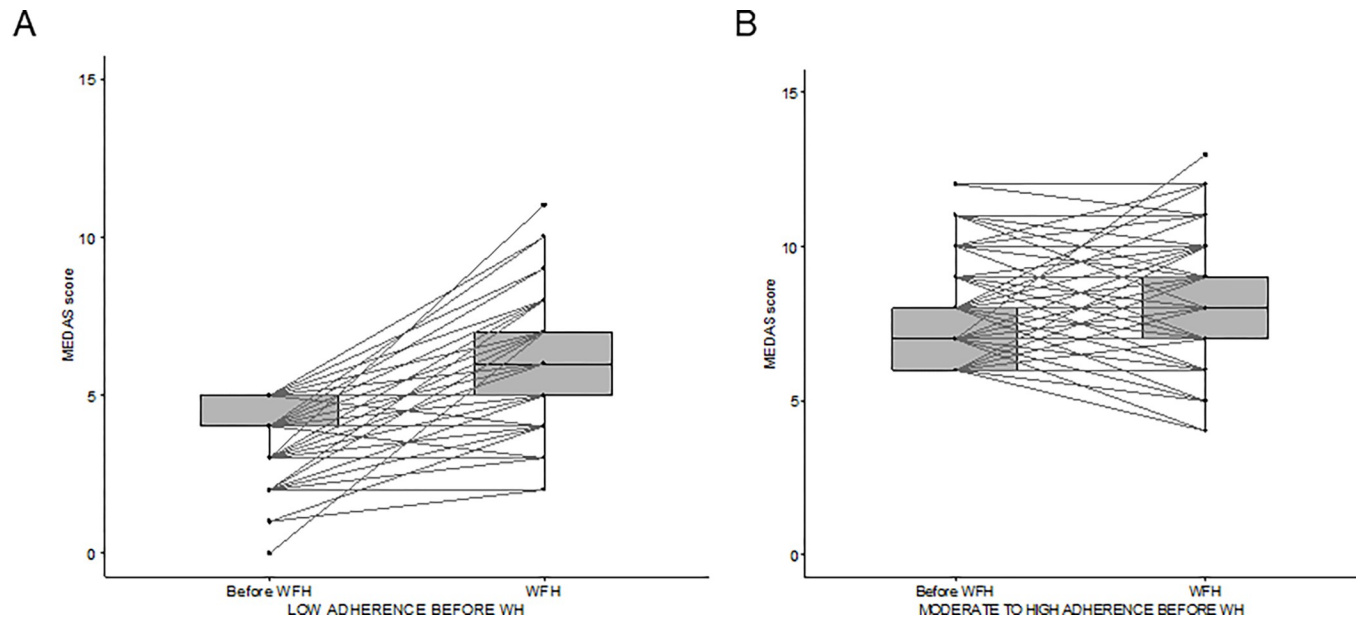 A
MEDAS score
15
10
5
0
Before WFH
WFH
LOW ADHERENCE BEFORE WH
B
MEDAS score
15
10
5
0
Before WFH
WFH
MODERATE TO HIGH ADHERENCE BEFORE WH